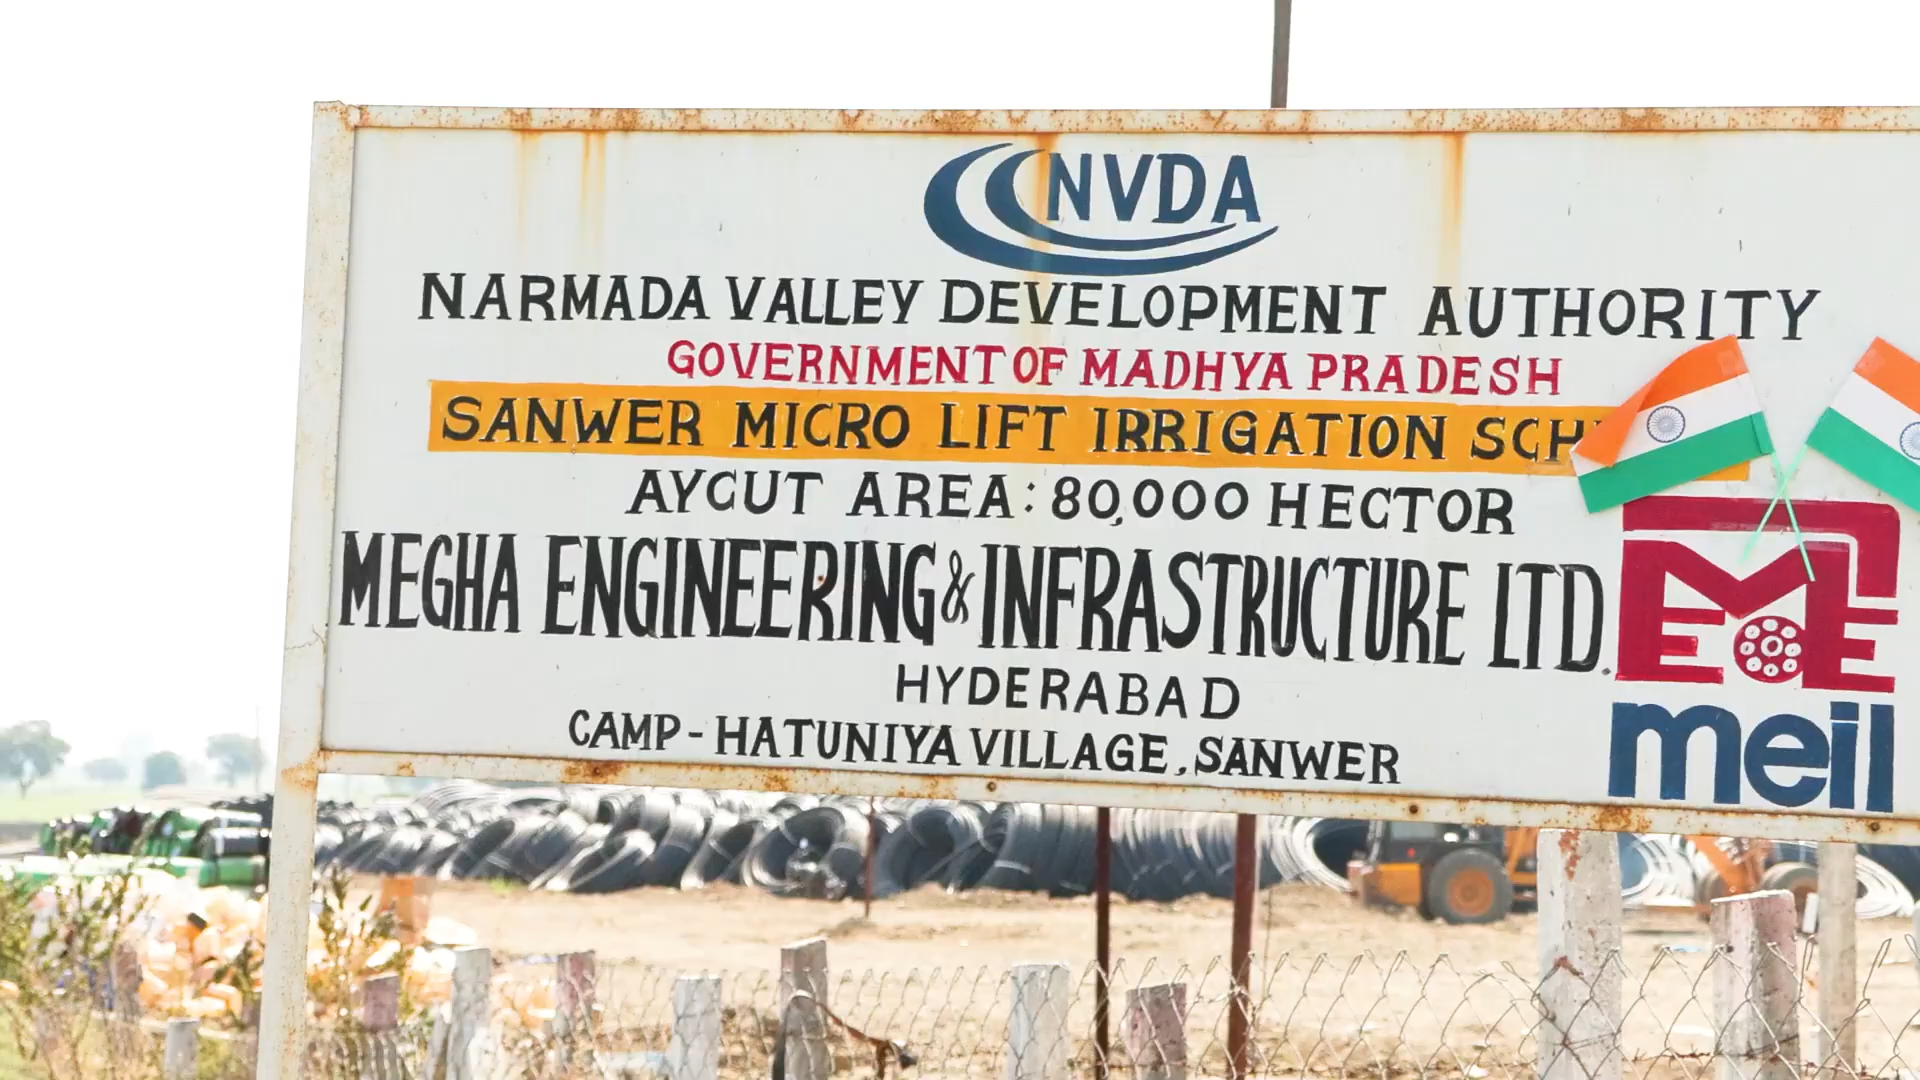 NVDA
NARMADA VALLEY DEVELOPMENT AUTHORITY
GOVERNMENT OF MADHYA PRADESH
SANWER MICRO LIFT IRRIGATION
AYCUT AREA: 80,000 HECTOR
MEGHA ENGINEERING & INFRASTRUCTURE LTD.
HYDERABAD
CAMP - HATUNIYA VILLAGE, SANWER
meil